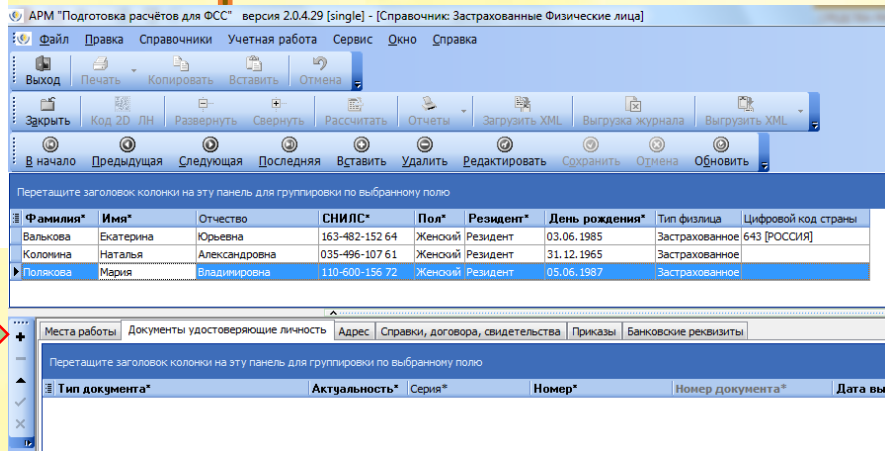 АРМ "Подготовка расчётов для ФСС" версия 2.0.4.29 [single] - [Справочник: Застрахованные Физические лица]
Файл Правка Справочники Учетная работа Сервис Окно Справка
Выход Печать Копировать Вставить Отмена
Закрыть Код 2D ЛН Развернуть Свернуть Рассчитать Отчеты Загрузить XML Выгрузка журнала Выгрузить XML
В начало Предыдущая Следующая Последняя Вставить Удалить Редактировать Сохранить Отмена Обновить
Перетащите заголовок колонки на эту панель для группировки по выбранному полю
Фамилия* Имя* Отчество СНИЛС* Пол* Резидент* День рождения* Тип физлица Цифровой код страны
Валькова Екатерина Юрьевна 163-482-152 64 Женский Резидент 03.06.1985 Застрахованное 643 [РОССИЯ]
Коломина Наталья Александровна 035-496-107 61 Женский Резидент 31.12.1965 Застрахованное
Полякова Мария Владимировна 110-600-156 72 Женский Резидент 05.06.1987 Застрахованное
Места работы Документы удостоверяющие личность Адрес Справки, договора, свидетельства Приказы Банковские реквизиты
Перетащите заголовок колонки на эту панель для группировки по выбранному полю
Тип документа* Актуальность* Серия* Номер* Номер документа* Дата вы